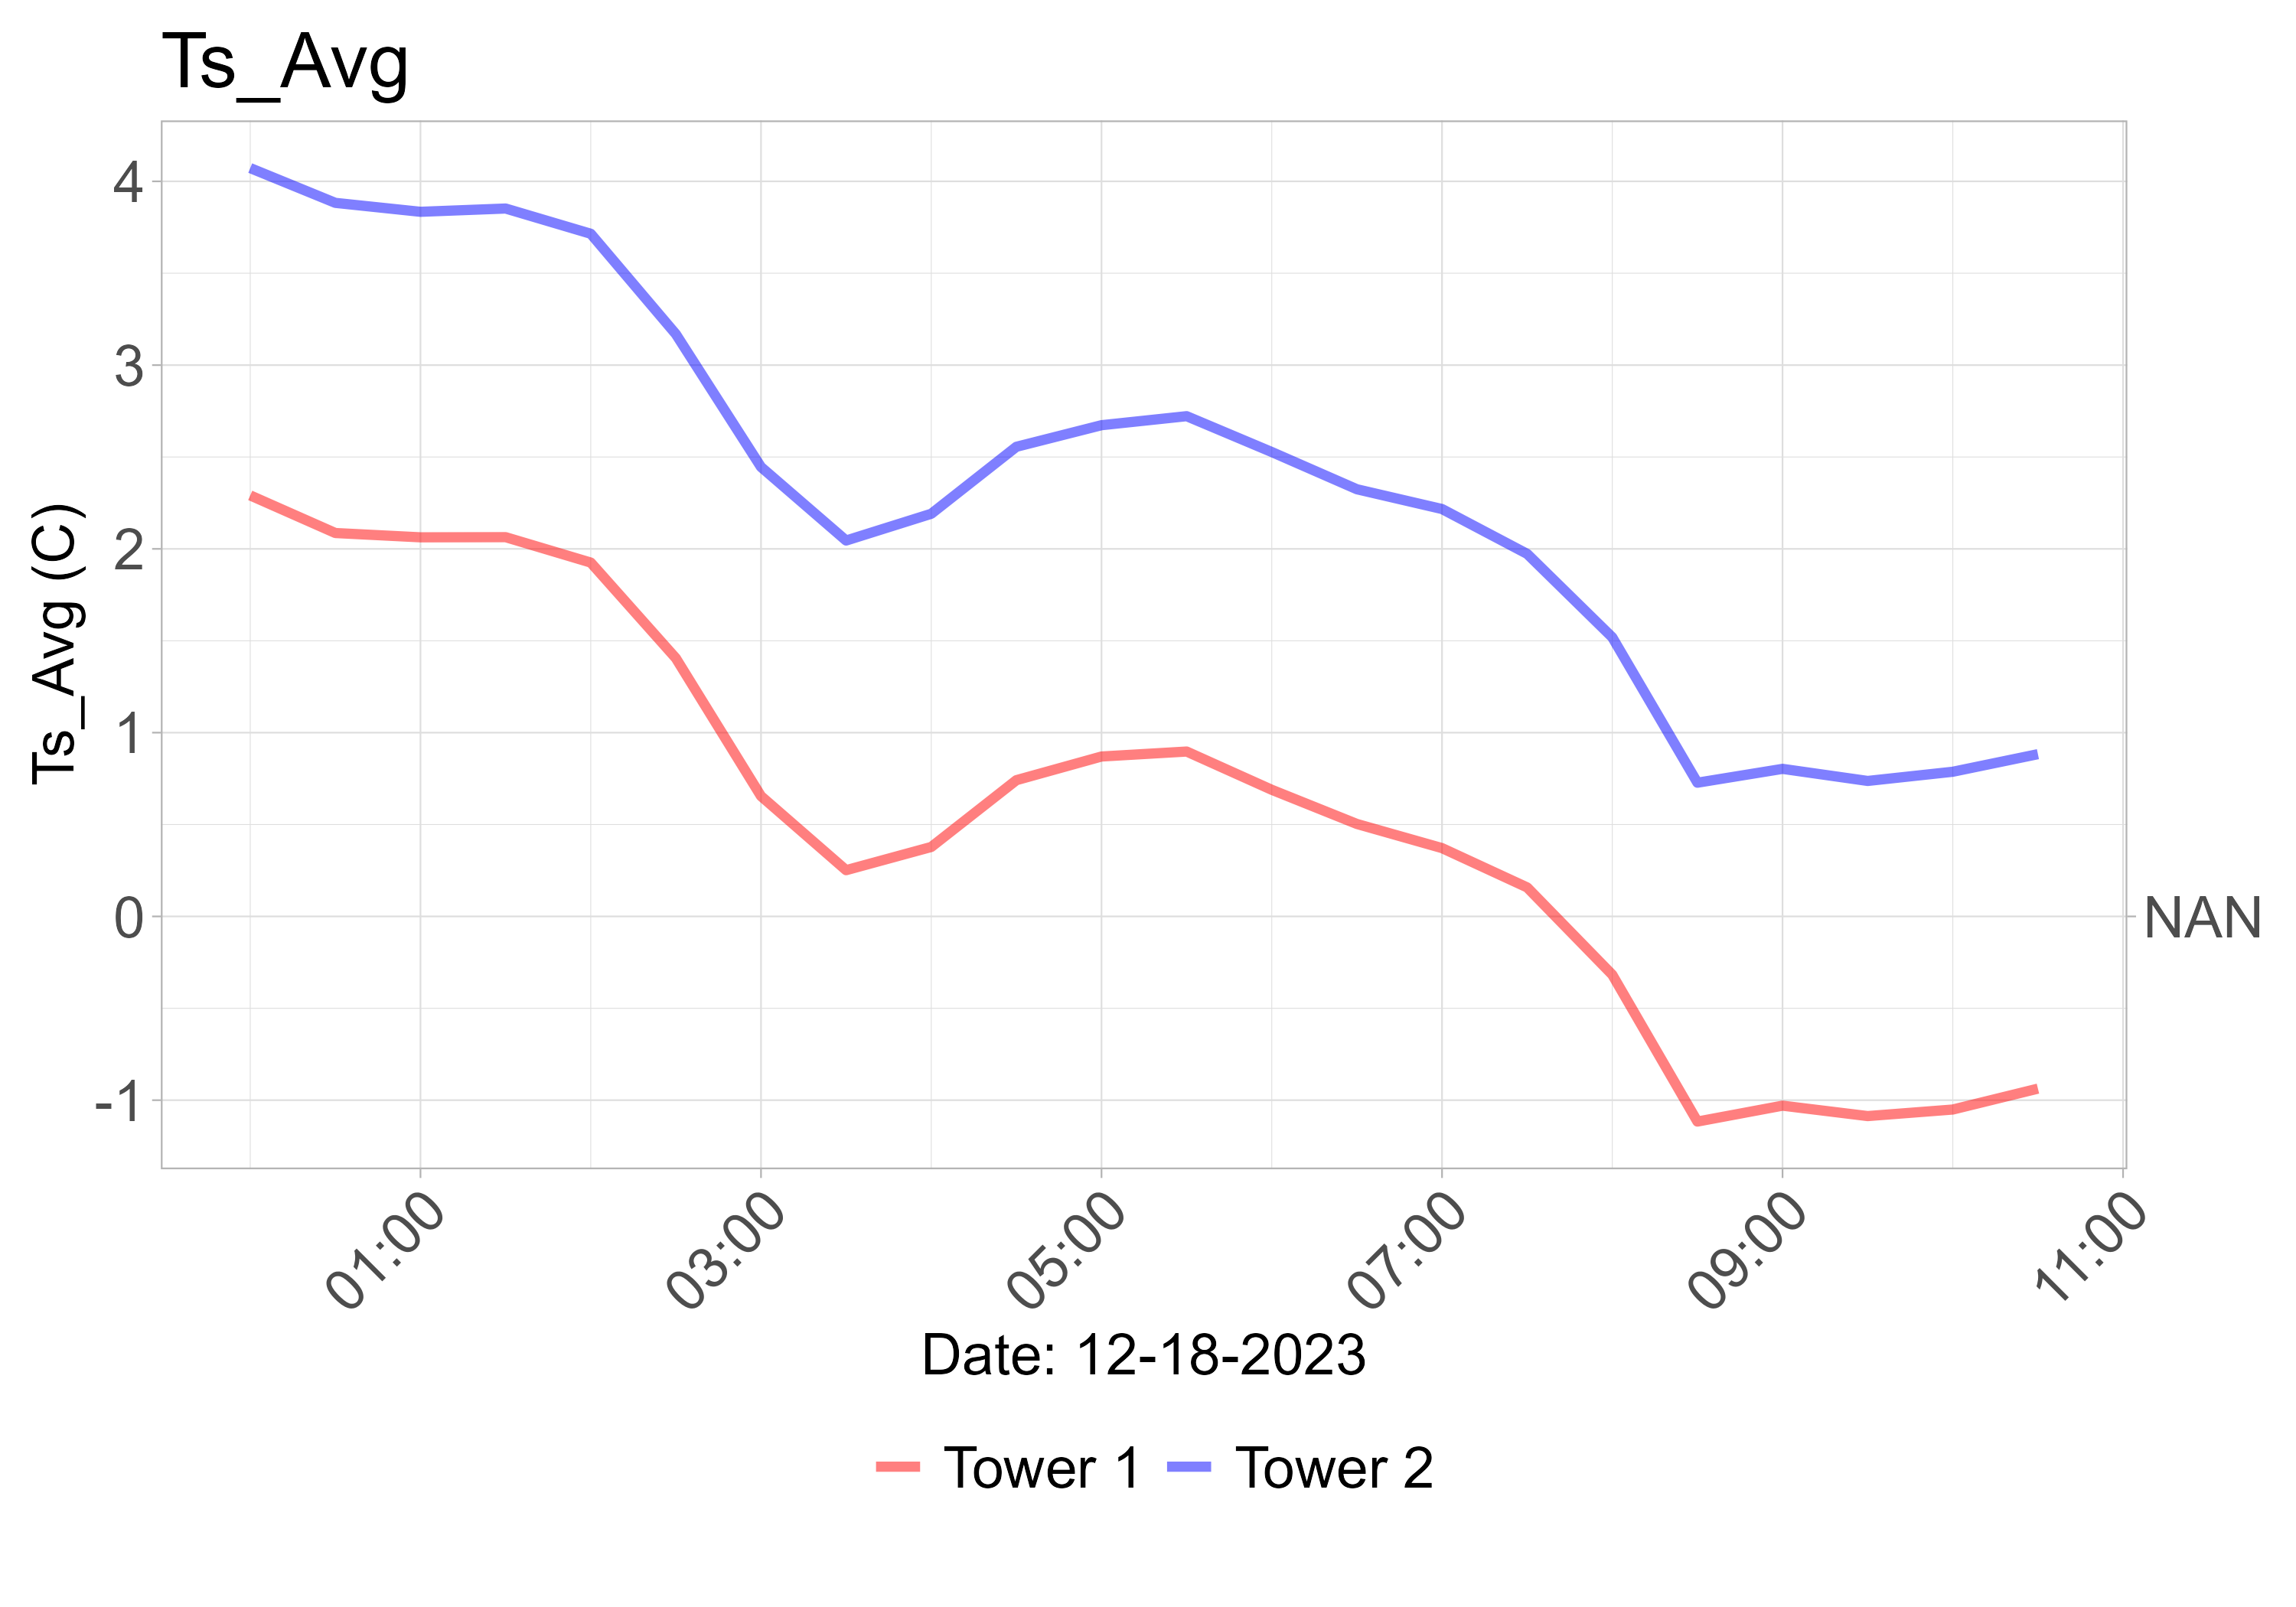 Ts_Avg
Ts_Avg (C)
4
3
2
1
0
-1
NAN
01:00
03:00
05:00
07:00
09:00
11:00
Date: 12-18-2023
Tower 1
Tower 2